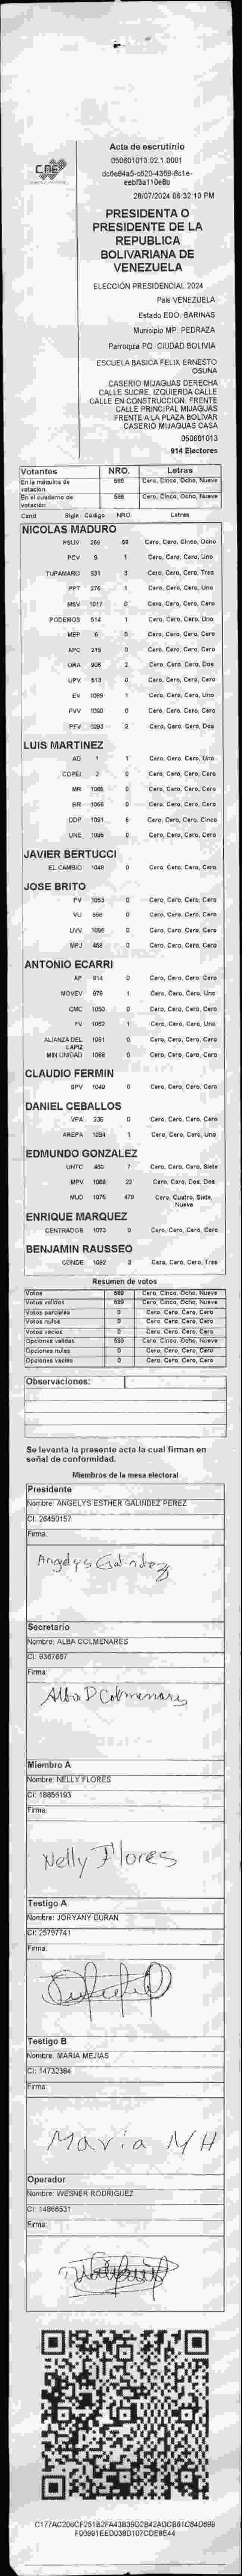 CNE
Acta de escrutinio
050601013.02.1.0001
28/07/2024 08:32:10 PM
PRESIDENTA O
PRESIDENTE DE LA
REPUBLICA
BOLIVARIANA DE
VENEZUELA
ELECCIÓN PRESIDENCIAL 2024
País VENEZUELA
Estado EDO. BARINAS
Municipio MP. PEDRAZA
Parroquia PQ. CIUDAD BOLIVIA
ESCUELA BASICA FELIX ERNESTO
OSUNA
CASERIO MIJAGUAS DERECHA
CALLE SUCRE. IZQUIERDA CALLE
CALLE EN CONSTRUCCION. FRENTE
CALLE PRINCIPAL MIJAGUAS
FRENTE A LA PLAZA BOLIVAR
CASERIO MIJAGUAS CASA
050601013
914 Electores
Votantes NRO. Letras
En la máquina de votación 589 Cero, Cinco, Ocho, Nueve
En el cuaderno de votación 589 Cero, Cinco, Ocho, Nueve
Cand. Sigla Codigo NRO. Letras
NICOLAS MADURO
PSUV 58 Cero, Cero, Cinco, Ocho
PCV 9 1 Cero, Cero, Cero, Uno
TUPAMARO 531 3 Cero, Cero, Cero, Tres
PPT 275 1 Cero, Cero, Cero, Uno
MSV 1017 0 Cero, Cero, Cero, Cero
PODEMOS 514 1 Cero, Cero, Cero, Uno
MEP 6 0 Cero, Cero, Cero, Cero
APC 219 0 Cero, Cero, Cero, Cero
ORA 908 2 Cero, Cero, Cero, Dos
UPV 513 0 Cero, Cero, Cero, Cero
EV 1089 1 Cero, Cero, Cero, Uno
PVV 1090 0 Cero, Cero, Cero, Cero
PFV 1093 2 Cero, Cero, Cero, Dos
LUIS MARTINEZ
AD 1 1 Cero, Cero, Cero, Uno
COPEI 2 0 Cero, Cero, Cero, Cero
MR 1065 0 Cero, Cero, Cero, Cero
BR 1066 0 Cero, Cero, Cero, Cero
DDP 1091 5 Cero, Cero, Cero, Cinco
UNE 1095 0 Cero, Cero, Cero, Cero
JAVIER BERTUCCI
EL CAMBIO 1048 0 Cero, Cero, Cero, Cero
JOSE BRITO
PV 1053 0 Cero, Cero, Cero, Cero
VU 0 Cero, Cero, Cero, Cero
UVV 1096 0 Cero, Cero, Cero, Cero
MPJ 468 0 Cero, Cero, Cero, Cero
ANTONIO ECARRI
AP 914 0 Cero, Cero, Cero, Cero
MOVEV 979 1 Cero, Cero, Cero, Uno
CMC 1050 0 Cero, Cero, Cero, Cero
FV 1062 1 Cero, Cero, Cero, Uno
ALIANZA DEL LAPIZ 1061 0 Cero, Cero, Cero, Cero
MIN UNIDAD 1069 0 Cero, Cero, Cero, Cero
CLAUDIO FERMIN
SPV 1049 0 Cero, Cero, Cero, Cero
DANIEL CEBALLOS
VPA 236 0 Cero, Cero, Cero, Cero
AREPA 1094 1 Cero, Cero, Cero, Uno
EDMUNDO GONZALEZ
UNTC 7 Cero, Cero, Cero, Siete
MPV 22 Cero, Cero, Dos, Dos
MUD 1075 479 Cero, Cuatro, Siete, Nueve
ENRIQUE MARQUEZ
CENTRADOS 1073 0 Cero, Cero, Cero, Cero
BENJAMIN RAUSSEO
CONDE 1092 3 Cero, Cero, Cero, Tres
Resumen de votos
Votos 589 Cero, Cinco, Ocho, Nueve
Votos validos 589 Cero, Cinco, Ocho, Nueve
Votos parciales 0 Cero, Cero, Cero, Cero
Votos nulos 0 Cero, Cero, Cero, Cero
Votos vacios 0 Cero, Cero, Cero, Cero
Opciones validas 589 Cero, Cinco, Ocho, Nueve
Opciones nulas 0 Cero, Cero, Cero, Cero
Opciones vacias 0 Cero, Cero, Cero, Cero
Observaciones:
Se levanta la presente acta la cual firman en
señal de conformidad.
Miembros de la mesa electoral
Presidente
Nombre: ANGELYS ESTHER GALINDEZ PEREZ
CI: 26450157
Firma:
Angelys Galindez
Secretario
Nombre: ALBA COLMENARES
CI: 9367667
Firma:
Alba D Colmenares
Miembro A
Nombre: NELLY FLORES
CI: 18856193
Firma:
Nelly Flores
Testigo A
Nombre: JORYANY DURAN
CI: 25797741
Firma:
Testigo B
Nombre: MARIA MEJIAS
CI: 14732384
Firma:
Maria M H
Operador
Nombre: WESNER RODRIGUEZ
CI: 14866531
Firma: